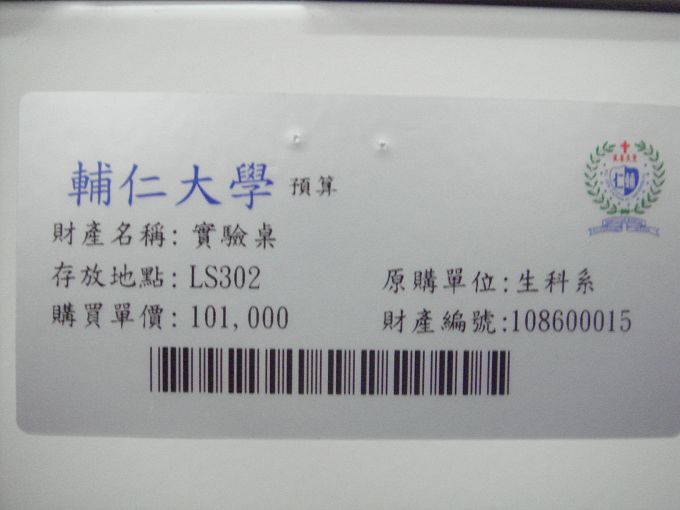 輔仁大學 預算
財產名稱: 實驗桌
存放地點: LS302 原購單位:生科系
購買單價: 101,000 財產編號:108600015